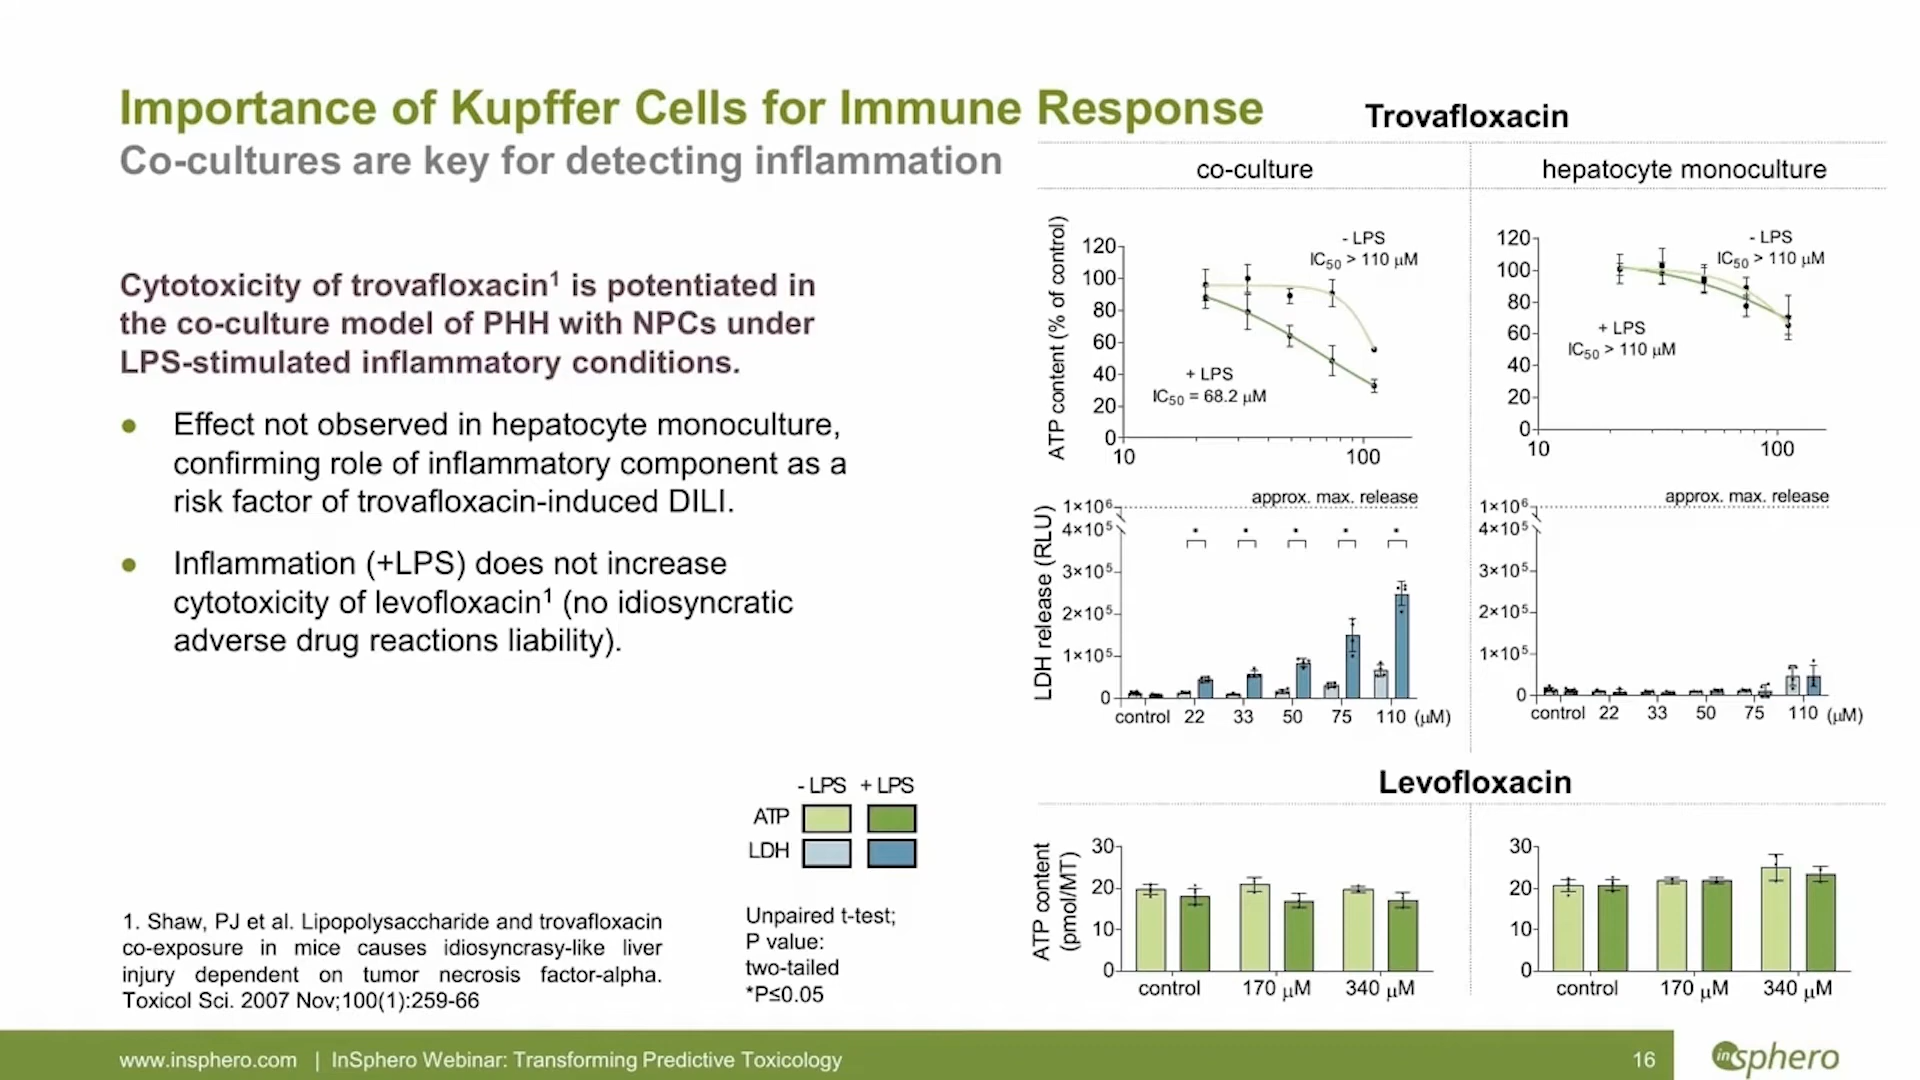 Importance of Kupffer Cells for Immune Response
Co-cultures are key for detecting inflammation
Cytotoxicity of trovafloxacin¹ is potentiated in
the co-culture model of PHH with NPCs under
LPS-stimulated inflammatory conditions.
● Effect not observed in hepatocyte monoculture,
confirming role of inflammatory component as a
risk factor of trovafloxacin-induced DILI.
● Inflammation (+LPS) does not increase
cytotoxicity of levofloxacin¹ (no idiosyncratic
adverse drug reactions liability).
- LPS + LPS
ATP
LDH
1. Shaw, PJ et al. Lipopolysaccharide and trovafloxacin
co-exposure in mice causes idiosyncrasy-like liver
injury dependent on tumor necrosis factor-alpha.
Toxicol Sci. 2007 Nov;100(1):259-66
Unpaired t-test;
P value:
two-tailed
*P≤0.05
Trovafloxacin
co-culture
hepatocyte monoculture
ATP content (% of control)
120
100
80
60
40
20
0
10 100
- LPS
IC₅₀ > 110 µM
+ LPS
IC₅₀ = 68.2 µM
120
100
80
60
40
20
0
10 100
- LPS
IC₅₀ > 110 µM
+ LPS
IC₅₀ > 110 µM
LDH release (RLU)
approx. max. release
1×10⁶
4×10⁵
3×10⁵
2×10⁵
1×10⁵
0
* * * * *
control 22 33 50 75 110 (µM)
approx. max. release
1×10⁶
4×10⁵
3×10⁵
2×10⁵
1×10⁵
0
control 22 33 50 75 110 (µM)
Levofloxacin
ATP content
(pmol/MT)
30
20
10
0
control 170 µM 340 µM
30
20
10
0
control 170 µM 340 µM
www.insphero.com | InSphero Webinar: Transforming Predictive Toxicology
16
insphero